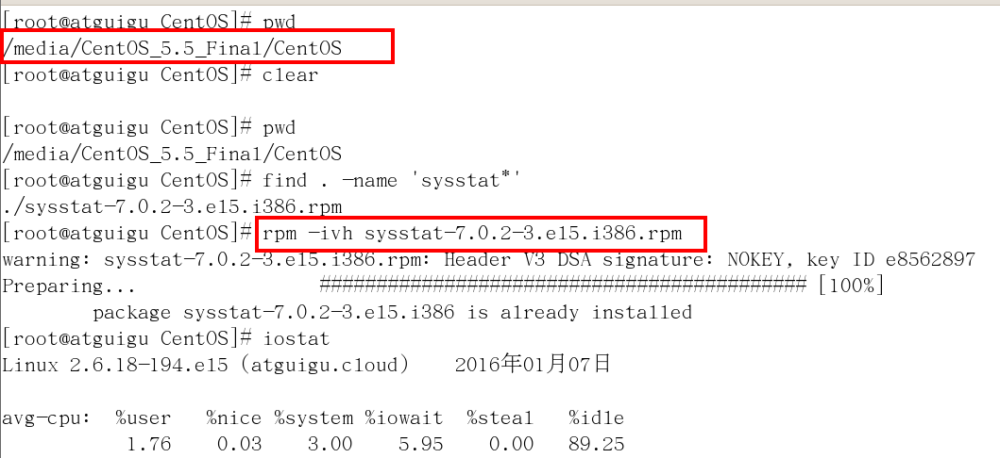 [root@atguigu CentOS]# pwd
/media/CentOS_5.5_Final/CentOS
[root@atguigu CentOS]# clear
[root@atguigu CentOS]# pwd
/media/CentOS_5.5_Final/CentOS
[root@atguigu CentOS]# find . -name 'sysstat*'
./sysstat-7.0.2-3.el5.i386.rpm
[root@atguigu CentOS]# rpm -ivh sysstat-7.0.2-3.el5.i386.rpm
warning: sysstat-7.0.2-3.el5.i386.rpm: Header V3 DSA signature: NOKEY, key ID e8562897
Preparing... ########################################### [100%]
package sysstat-7.0.2-3.el5.i386 is already installed
[root@atguigu CentOS]# iostat
Linux 2.6.18-194.el5 (atguigu.cloud) 2016年01月07日
avg-cpu: %user %nice %system %iowait %steal %idle
1.76 0.03 3.00 5.95 0.00 89.25